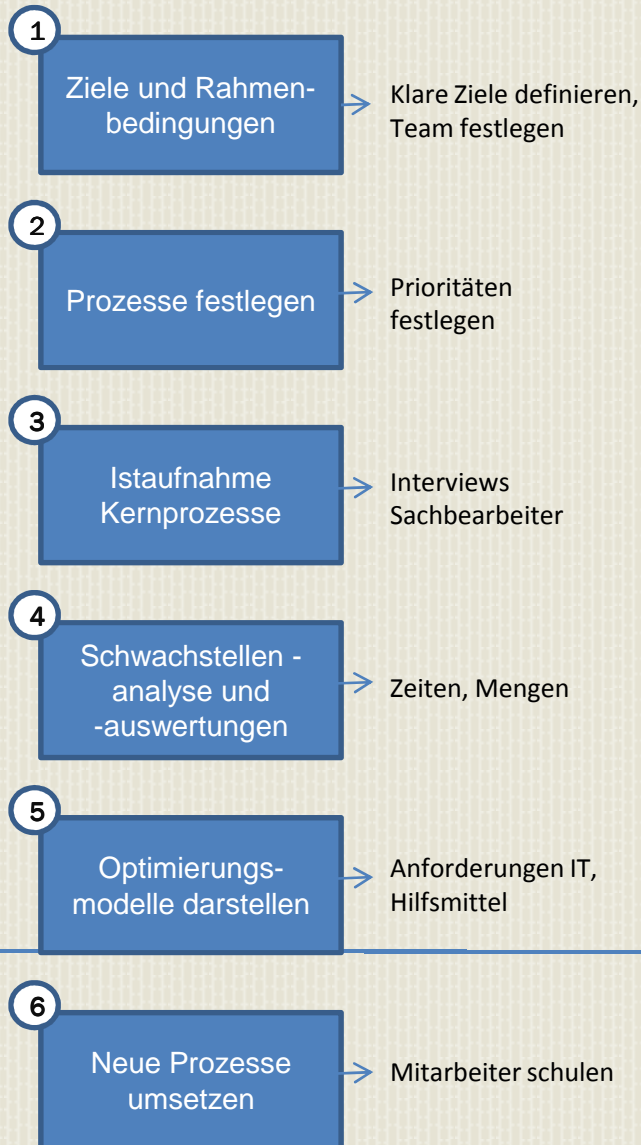 1
Ziele und Rahmen-
bedingungen
Klare Ziele definieren,
Team festlegen
2
Prozesse festlegen
Prioritäten
festlegen
3
Istaufnahme
Kernprozesse
Interviews
Sachbearbeiter
4
Schwachstellen -
analyse und
-auswertungen
Zeiten, Mengen
5
Optimierungs-
modelle darstellen
Anforderungen IT,
Hilfsmittel
6
Neue Prozesse
umsetzen
Mitarbeiter schulen